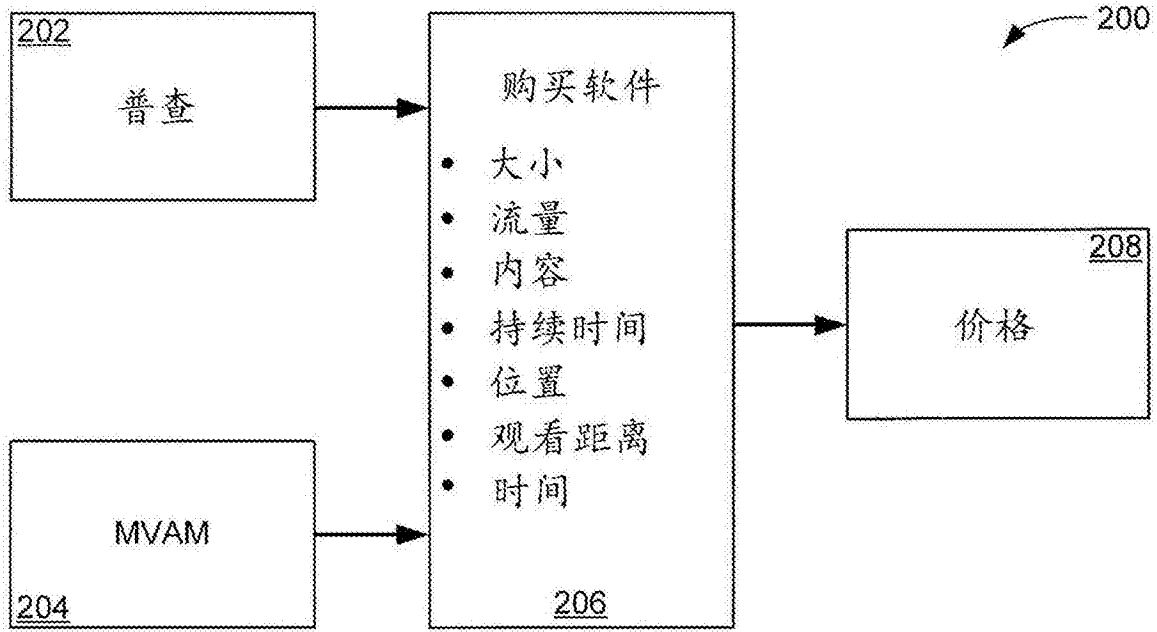 200
202
普查
购买软件
• 大小
• 流量
• 内容
• 持续时间
• 位置
• 观看距离
• 时间
206
208
价格
MVAM
204